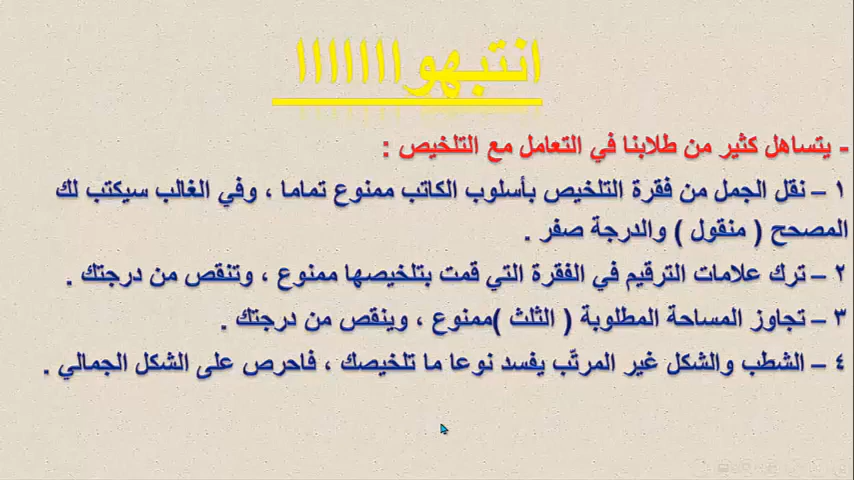 انتبهوااااااا
- يتساهل كثير من طلابنا في التعامل مع التلخيص :
١ – نقل الجمل من فقرة التلخيص بأسلوب الكاتب ممنوع تماما ، وفي الغالب سيكتب لك
المصحح ( منقول ) والدرجة صفر .
٢ – ترك علامات الترقيم في الفقرة التي قمت بتلخيصها ممنوع ، وتنقص من درجتك .
٣ – تجاوز المساحة المطلوبة ( الثلث )ممنوع ، وينقص من درجتك .
٤ – الشطب والشكل غير المرتّب يفسد نوعا ما تلخيصك ، فاحرص على الشكل الجمالي .